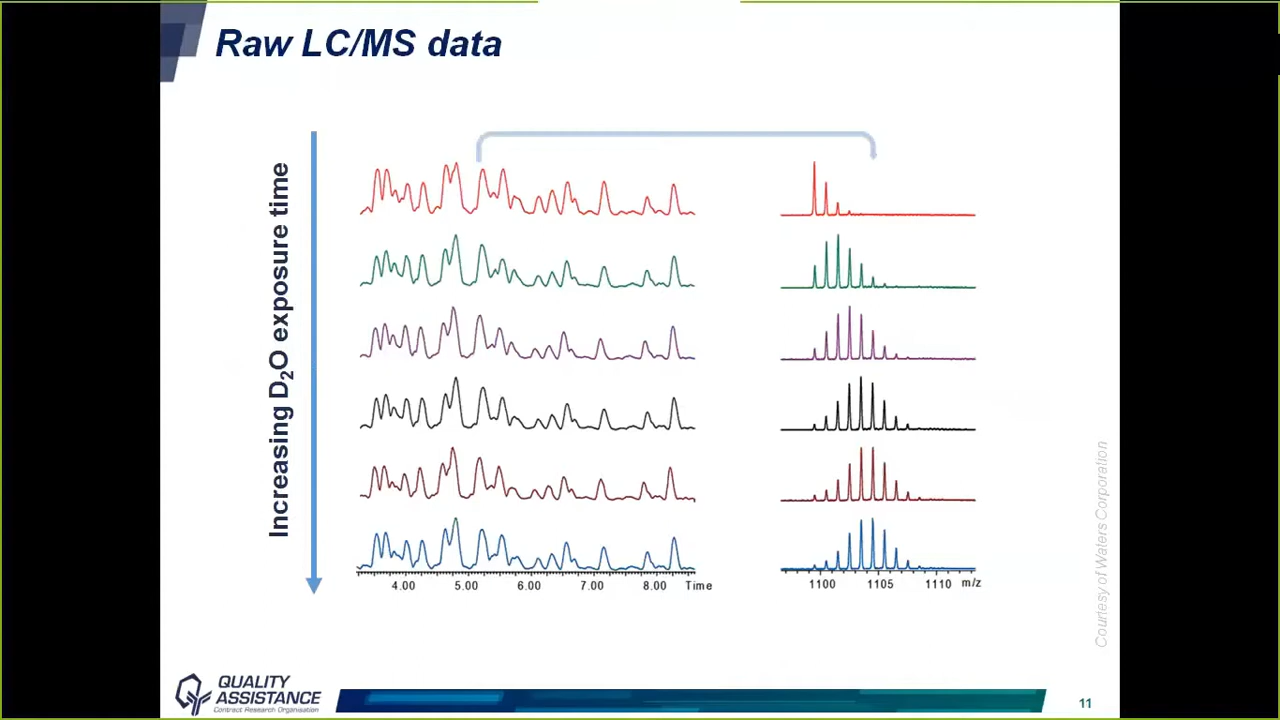 Raw LC/MS data
Increasing D₂O exposure time
4.00 5.00 6.00 7.00 8.00 Time
1100 1105 1110 m/z
Courtesy of Waters Corporation
QUALITY
ASSISTANCE
Contract Research Organisation
11